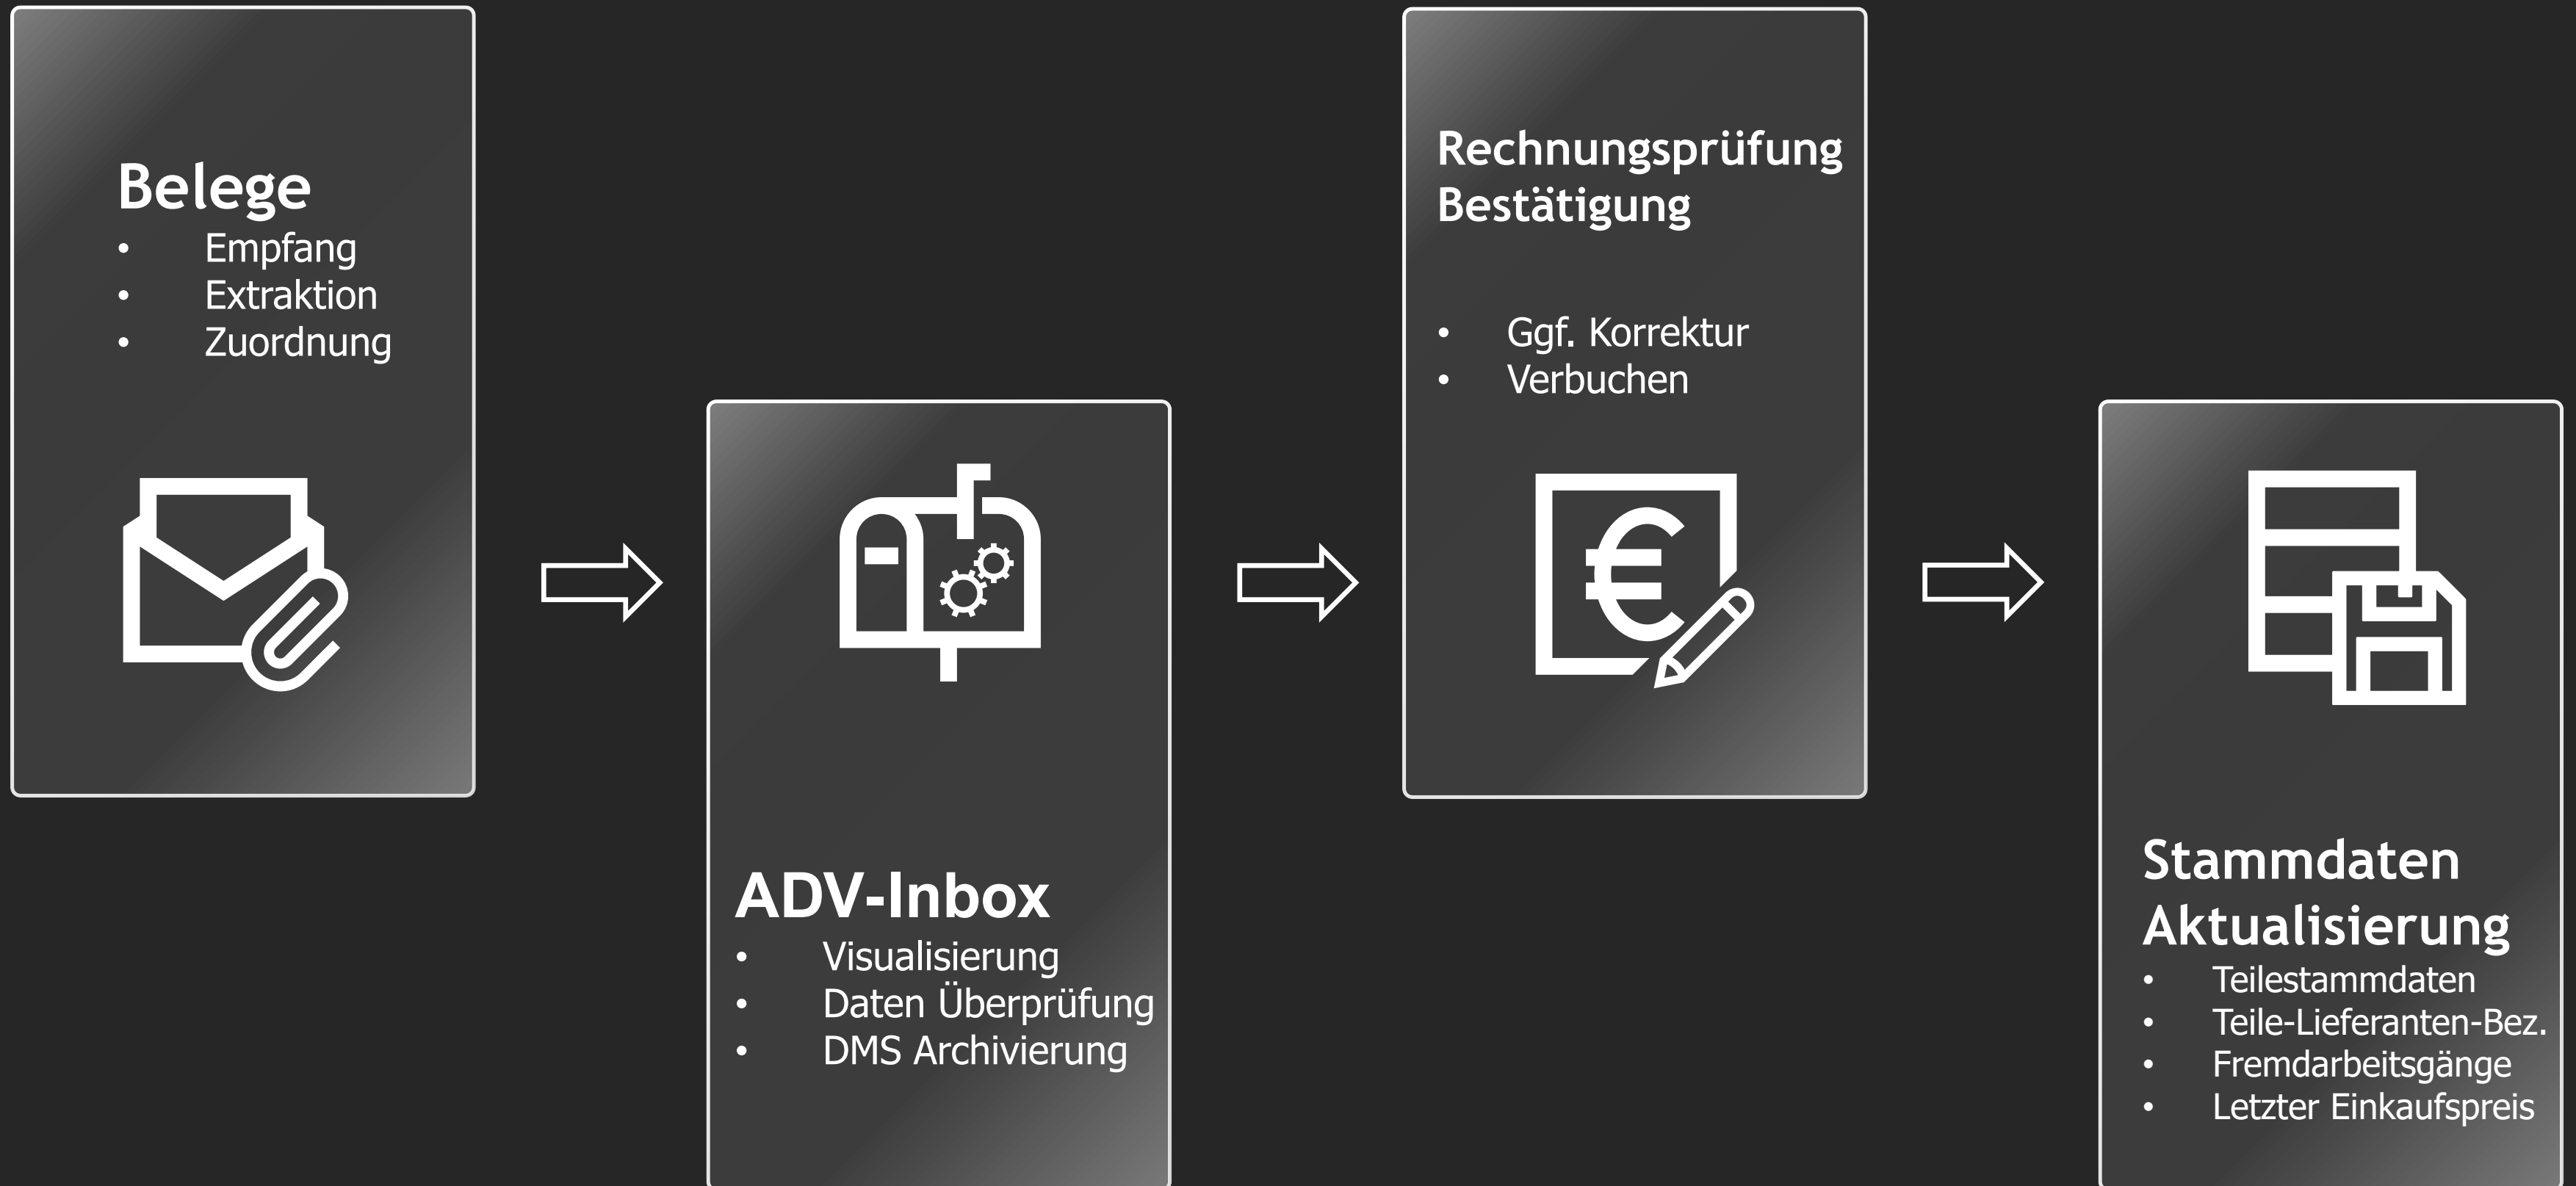 Belege
• Empfang
• Extraktion
• Zuordnung
ADV-Inbox
• Visualisierung
• Daten Überprüfung
• DMS Archivierung
Rechnungsprüfung
Bestätigung
• Ggf. Korrektur
• Verbuchen
€
Stammdaten
Aktualisierung
• Teilestammdaten
• Teile-Lieferanten-Bez.
• Fremdarbeitsgänge
• Letzter Einkaufspreis